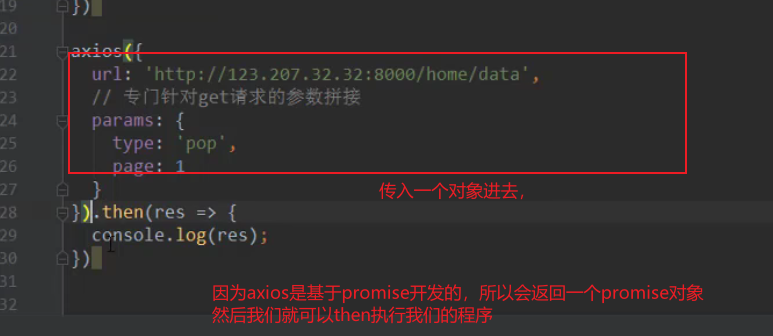 19 })
20
21 axios({
22 url: 'http://123.207.32.32:8000/home/data',
23 // 专门针对get请求的参数拼接
24 params: {
25 type: 'pop',
26 page: 1
27 }
传入一个对象进去，
28 }).then(res => {
29 console.log(res);
30 })
31
因为axios是基于promise开发的，所以会返回一个promise对象
然后我们就可以then执行我们的程序
32